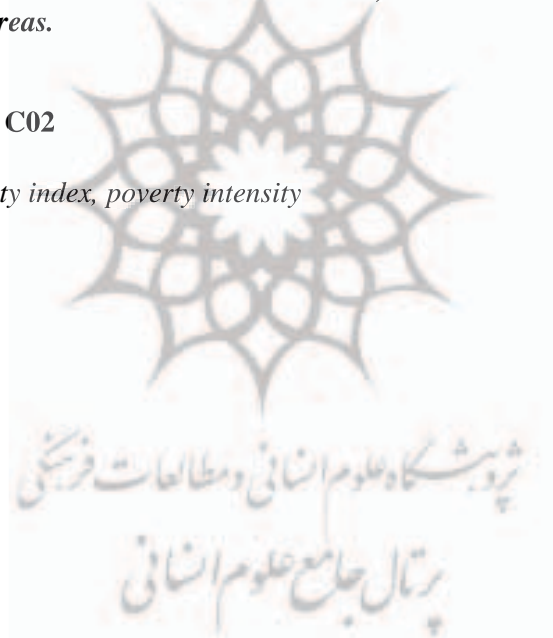 reas.
C02
ty index, poverty intensity
پژوهشگاه علوم انسانی و مطالعات فرهنگی
پرتال جامع علوم انسانی